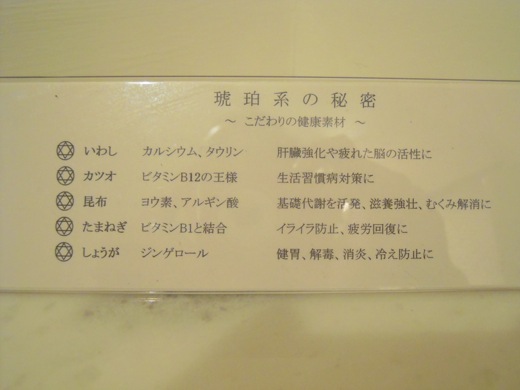 琥珀系の秘密
～ こだわりの健康素材 ～
いわし カルシウム、タウリン 肝臓強化や疲れた脳の活性に
カツオ ビタミンB12の王様 生活習慣病対策に
昆布 ヨウ素、アルギン酸 基礎代謝を活発、滋養強壮、むくみ解消に
たまねぎ ビタミンB1と結合 イライラ防止、疲労回復に
しょうが ジンゲロール 健胃、解毒、消炎、冷え防止に